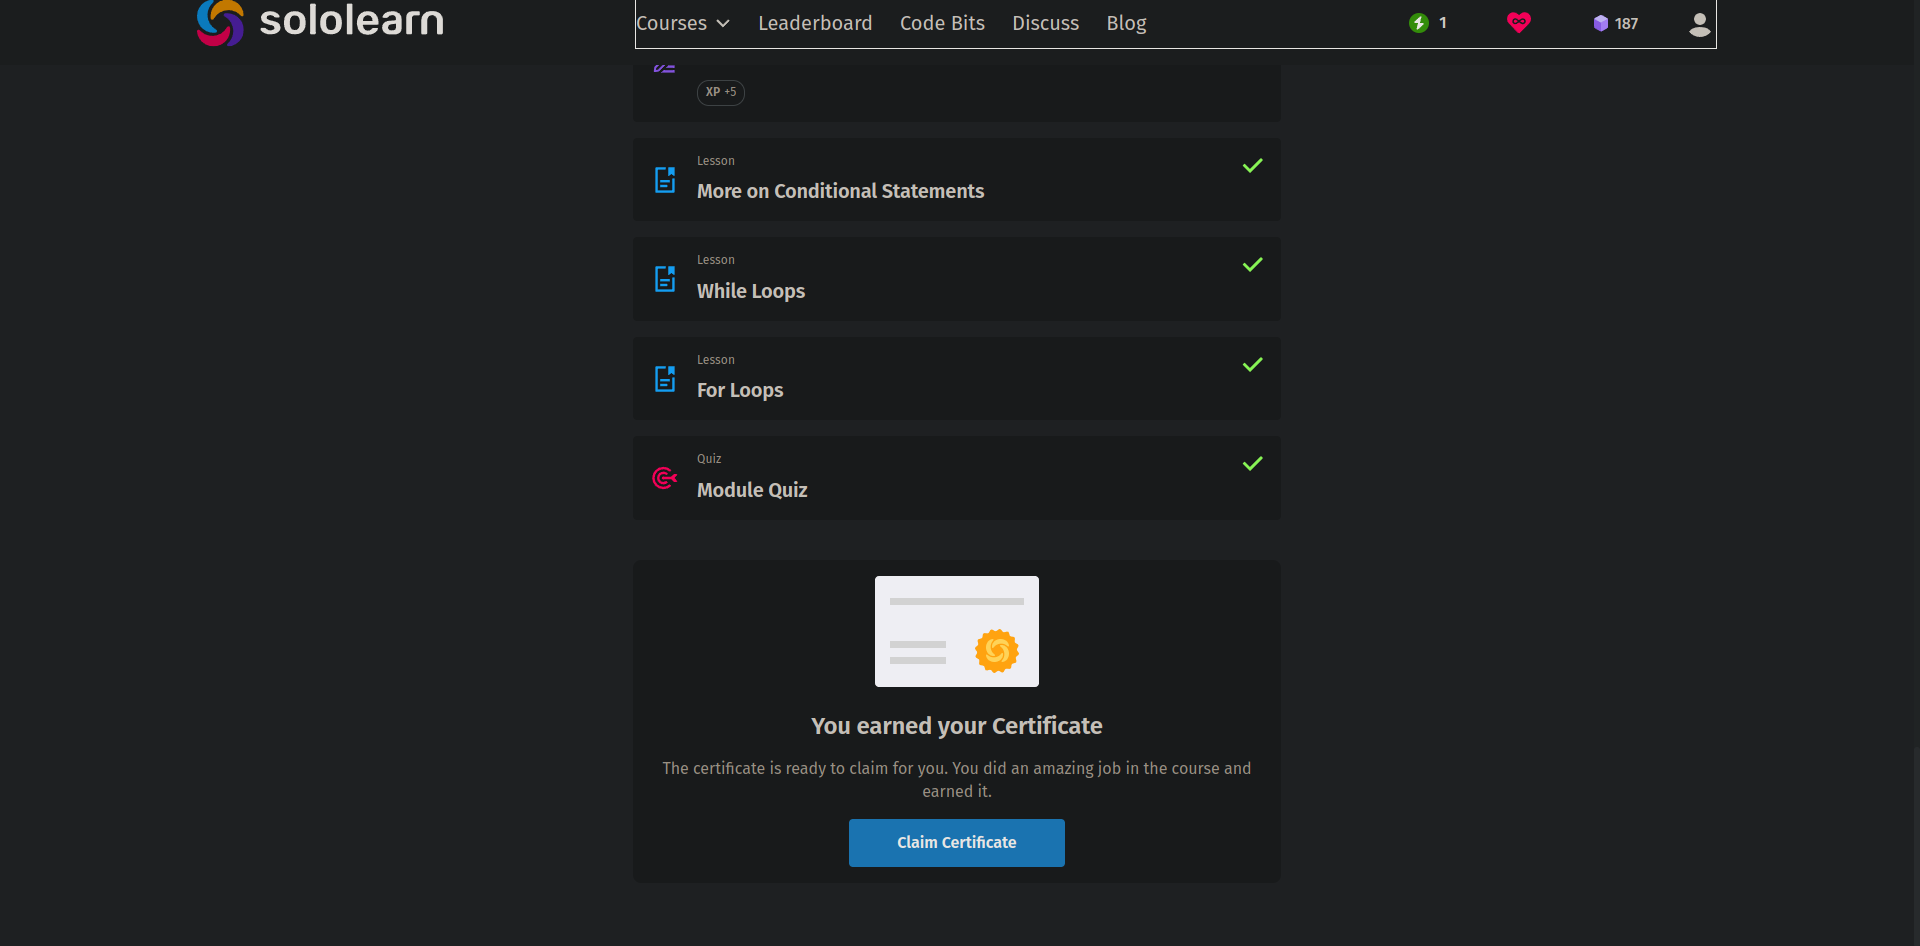 sololearn
Courses
Leaderboard
Code Bits
Discuss
Blog
1
187
XP +5
Lesson
More on Conditional Statements
Lesson
While Loops
Lesson
For Loops
Quiz
Module Quiz
You earned your Certificate
The certificate is ready to claim for you. You did an amazing job in the course and
earned it.
Claim Certificate